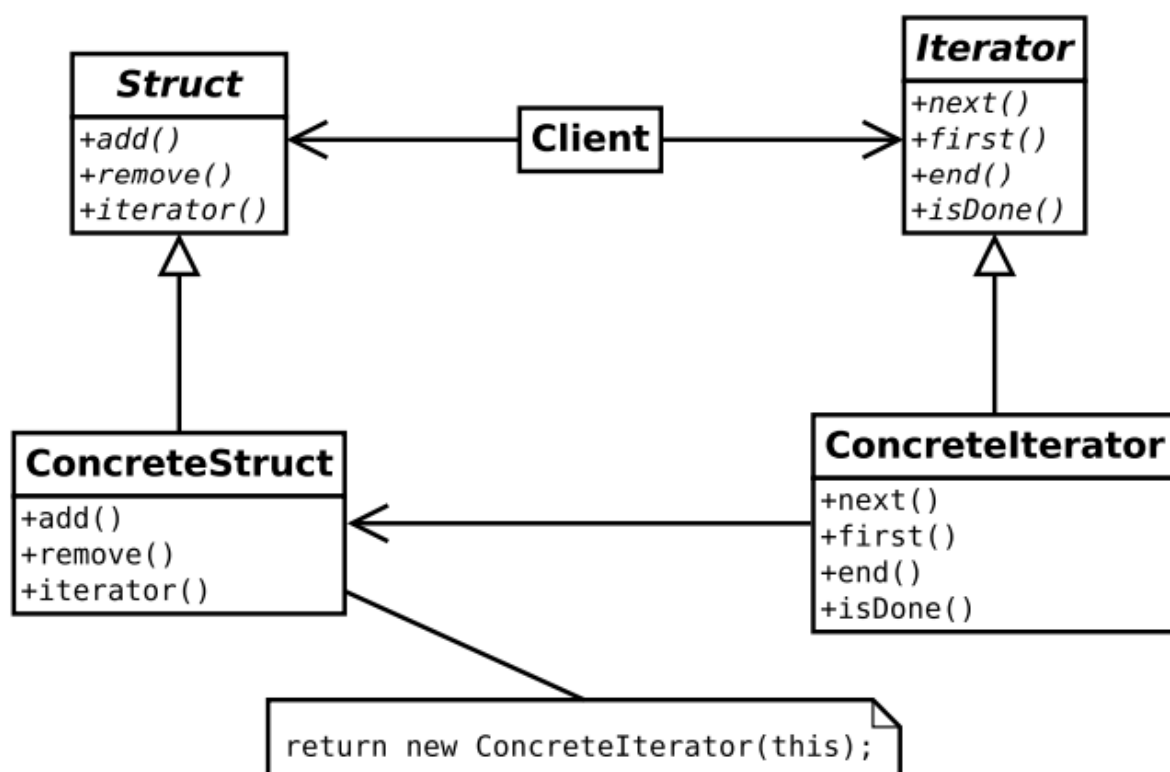 Struct
+add()
+remove()
+iterator()
Client
Iterator
+next()
+first()
+end()
+isDone()
ConcreteStruct
+add()
+remove()
+iterator()
ConcreteIterator
+next()
+first()
+end()
+isDone()
return new ConcreteIterator(this);